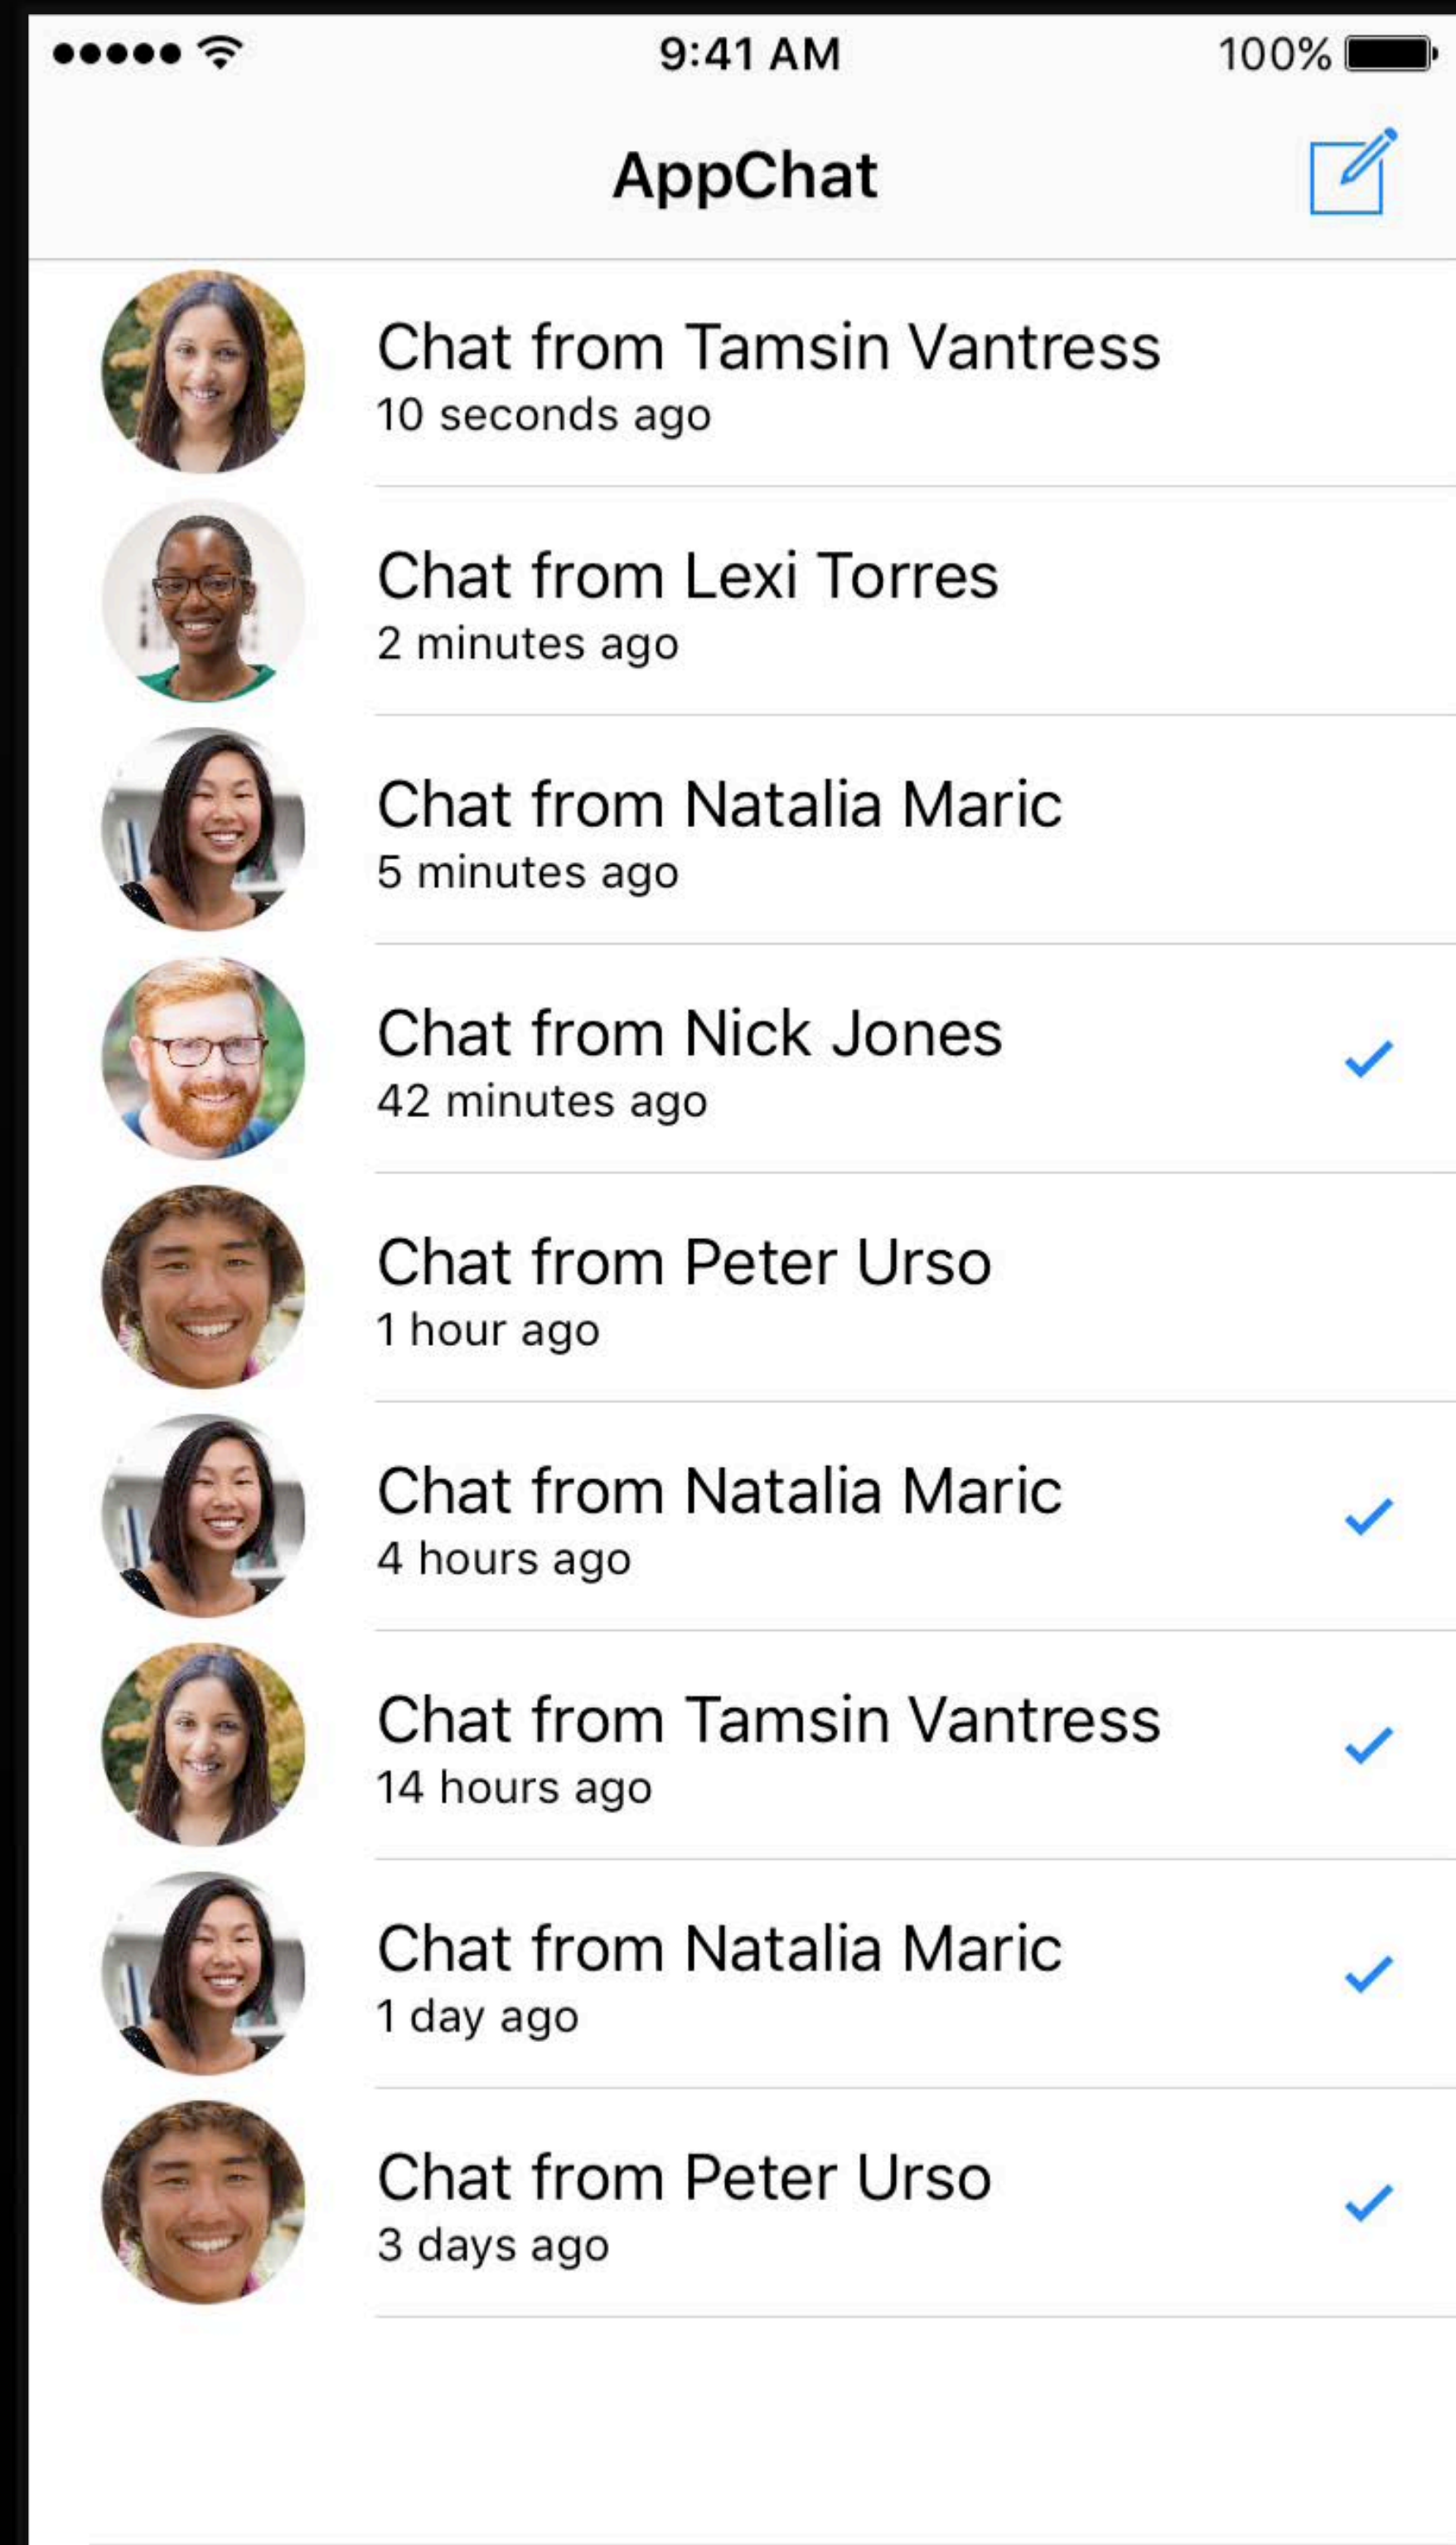 9:41 AM 100%
AppChat
Chat from Tamsin Vantress
10 seconds ago
Chat from Lexi Torres
2 minutes ago
Chat from Natalia Maric
5 minutes ago
Chat from Nick Jones
42 minutes ago
Chat from Peter Urso
1 hour ago
Chat from Natalia Maric
4 hours ago
Chat from Tamsin Vantress
14 hours ago
Chat from Natalia Maric
1 day ago
Chat from Peter Urso
3 days ago